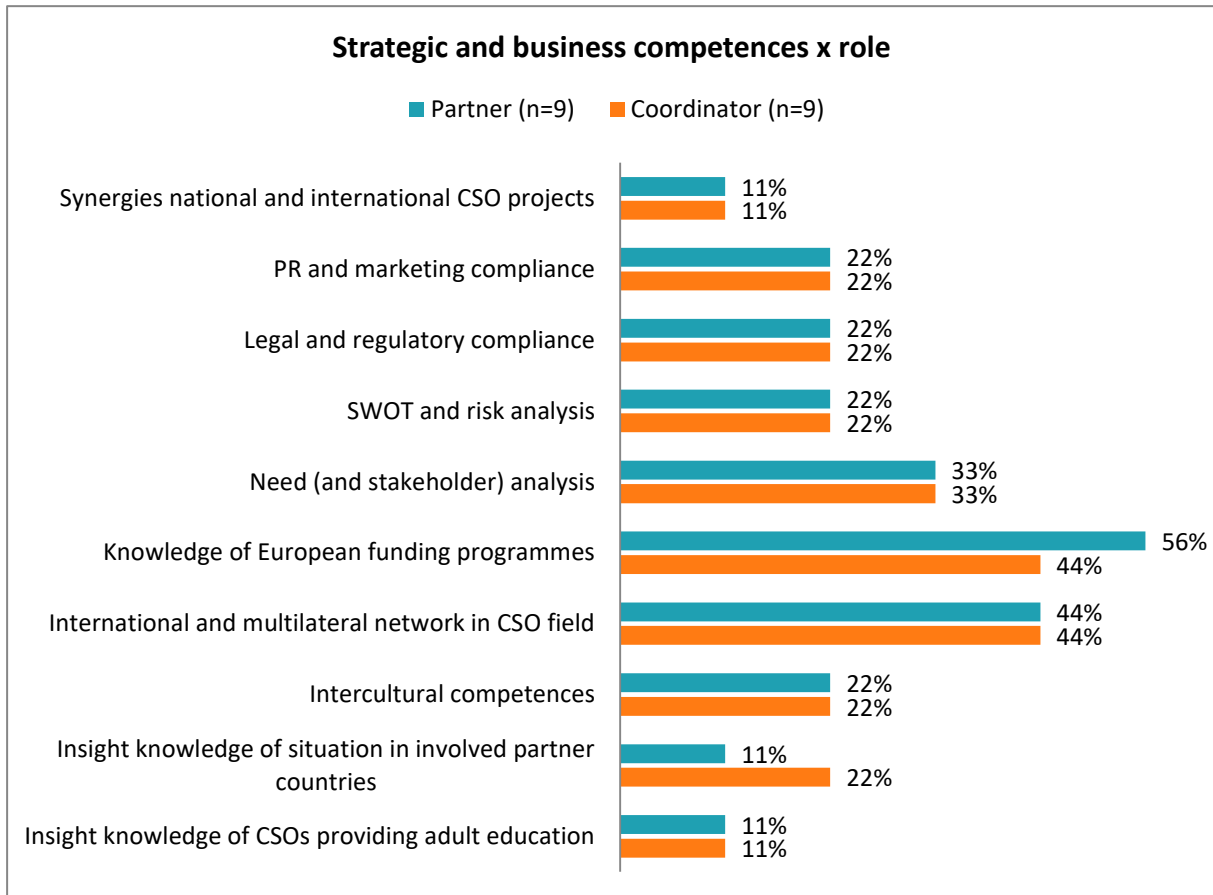 Strategic and business competences x role
Partner (n=9) Coordinator (n=9)
Synergies national and international CSO projects
11%
11%
PR and marketing compliance
22%
22%
Legal and regulatory compliance
22%
22%
SWOT and risk analysis
22%
22%
Need (and stakeholder) analysis
33%
33%
Knowledge of European funding programmes
56%
44%
International and multilateral network in CSO field
44%
44%
Intercultural competences
22%
22%
Insight knowledge of situation in involved partner
countries
11%
22%
Insight knowledge of CSOs providing adult education
11%
11%